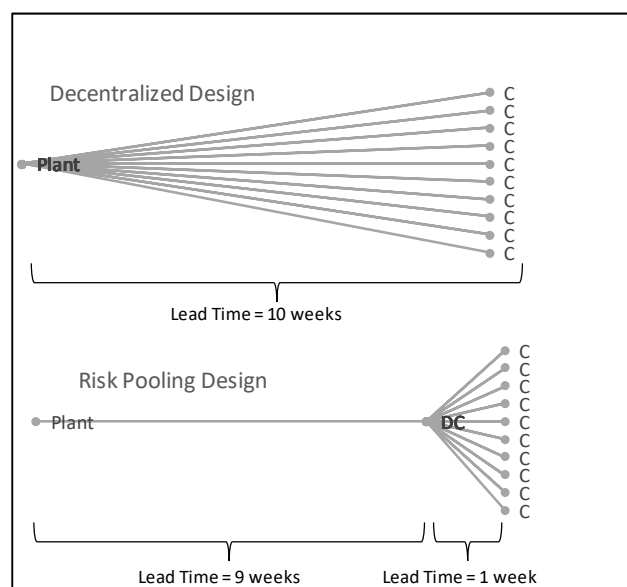 Decentralized Design
C
C
C
C
Plant C
C
C
C
C
C
Lead Time = 10 weeks
Risk Pooling Design
C
C
C
C
Plant DC C
C
C
C
C
C
Lead Time = 9 weeks Lead Time = 1 week